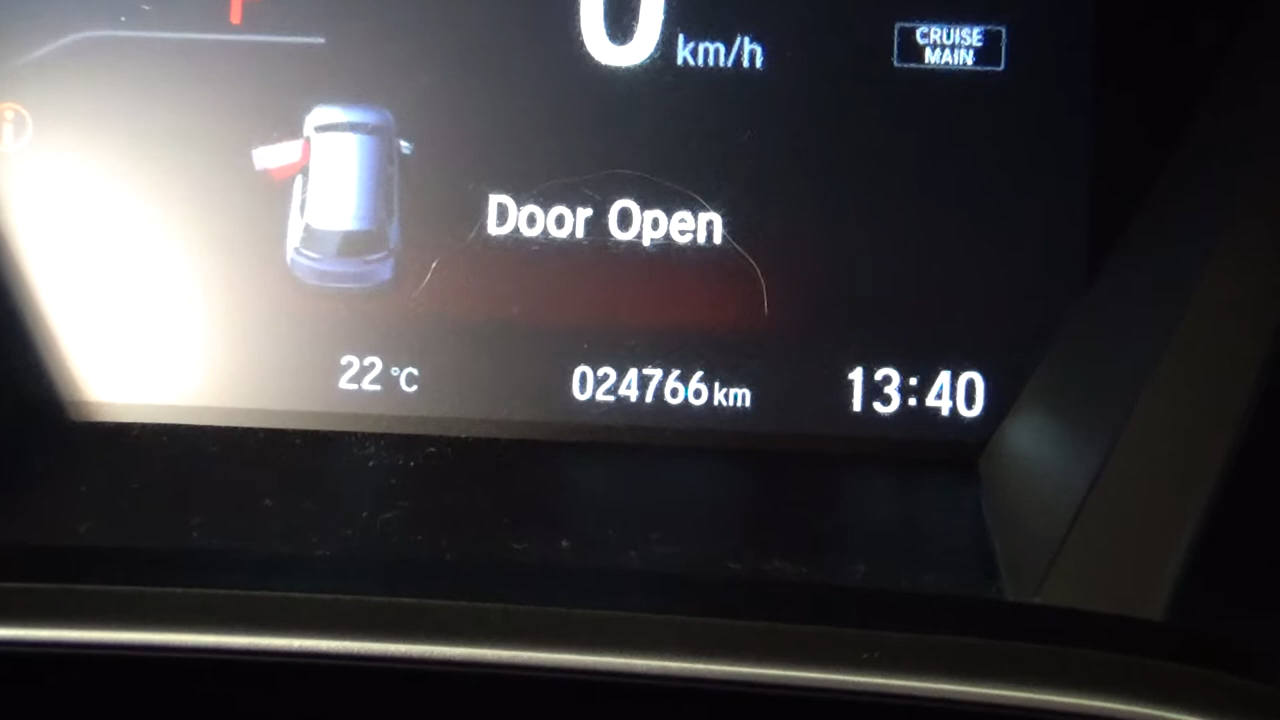 0 km/h
CRUISE
MAIN
Door Open
22 °C
024766 km
13:40